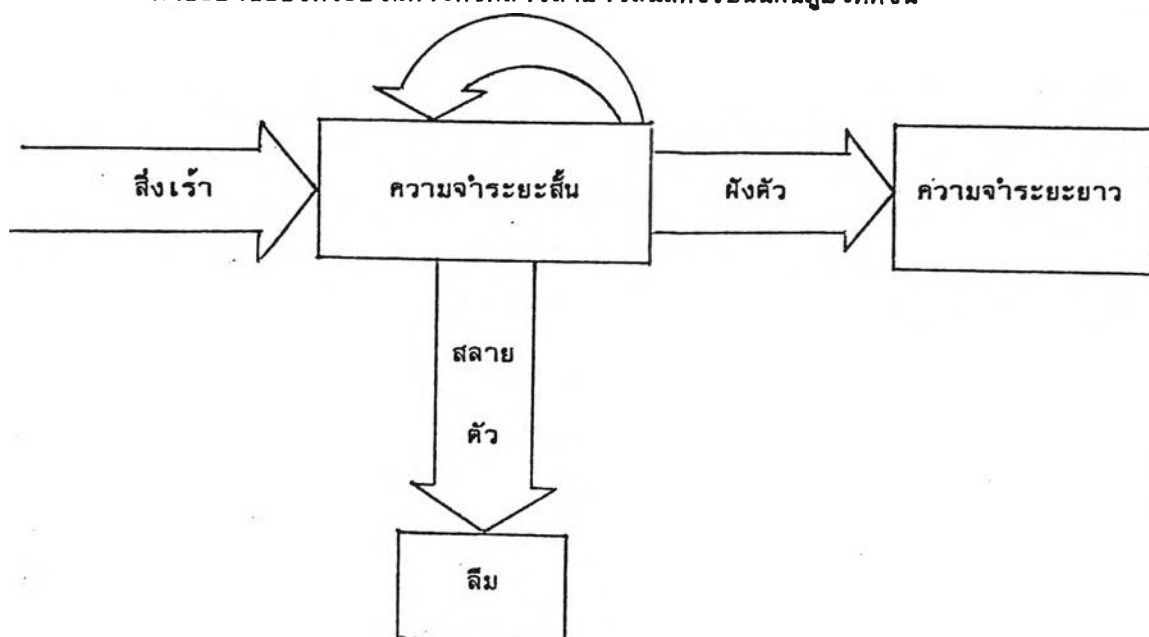 สิ่งเร้า
ความจำระยะสั้น
ฝังตัว
ความจำระยะยาว
สลาย
ตัว
ลืม